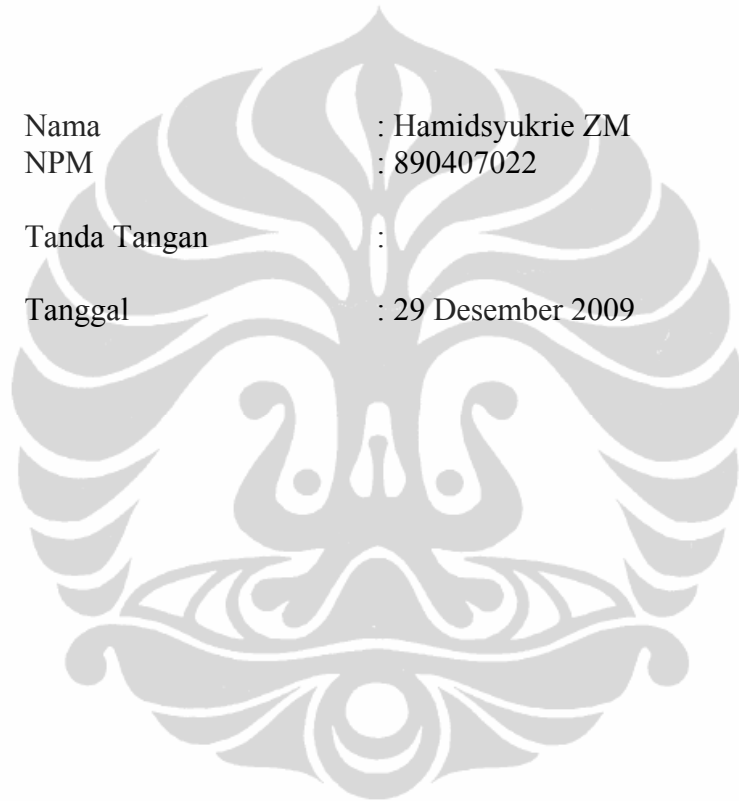 Nama : Hamidsyukrie ZM
NPM : 890407022
Tanda Tangan :
Tanggal : 29 Desember 2009